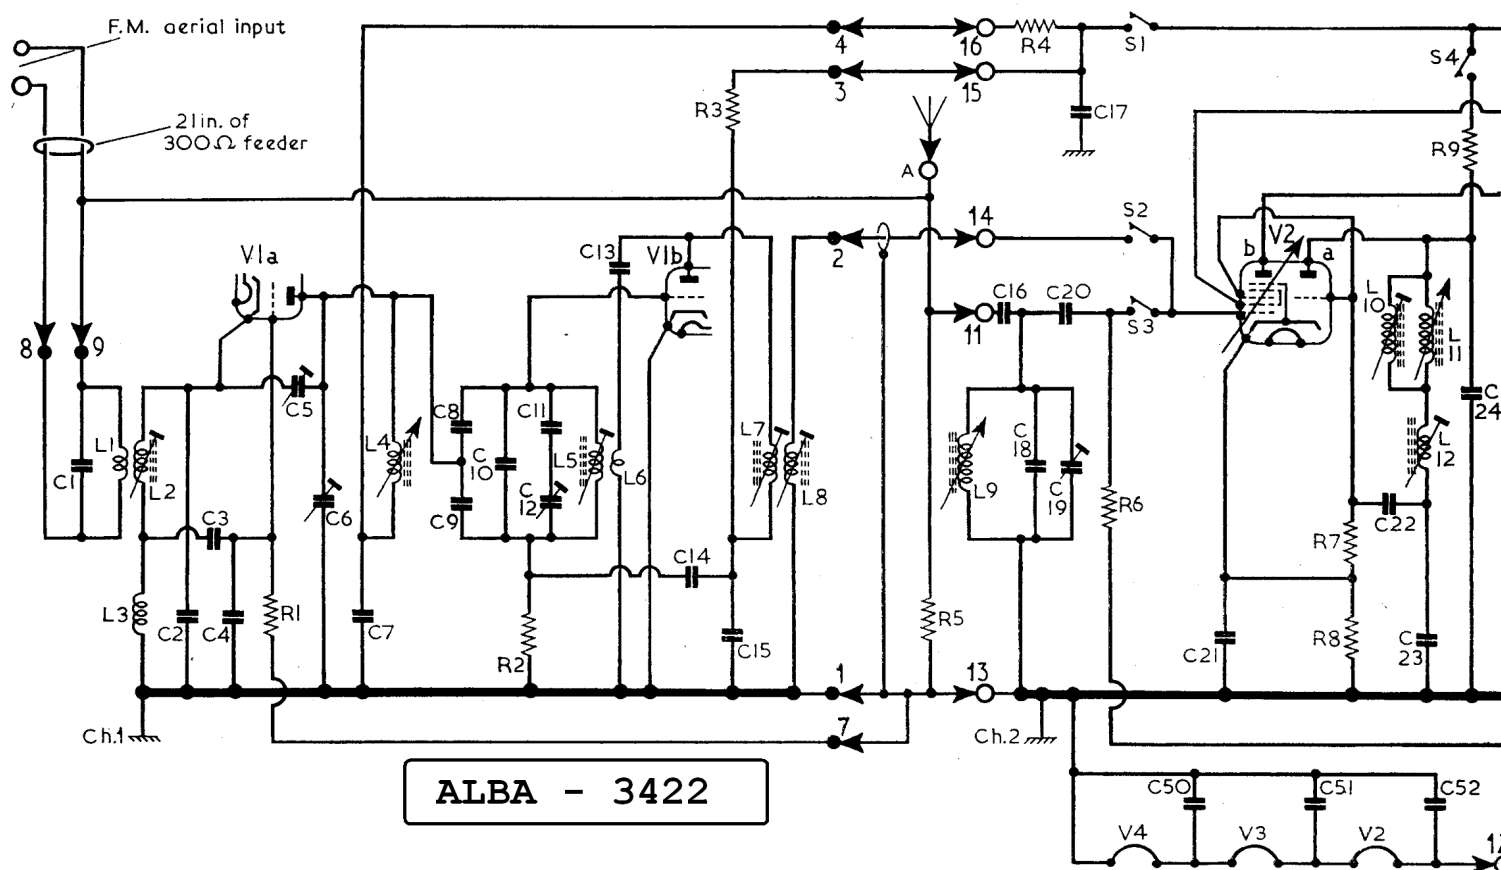 F.M. aerial input
4
16
R4
S1
S4
3
15
R3
C17
21in. of
300Ω feeder
R9
A
S2
14
2
V1a
C13
V1b
b
V2
a
C16
C20
S3
11
L
10
L
11
8
9
C5
C8
C11
L4
L1
L2
C1
C
10
L5
C
12
L6
L7
L8
C
18
C
19
L9
L
12
C
24
C9
C6
R6
C3
C22
R7
C14
L3
C2
C4
R1
C7
R2
C15
R5
C21
R8
C
23
1
13
7
Ch.1
Ch.2
ALBA - 3422
C50
C51
C52
V4
V3
V2